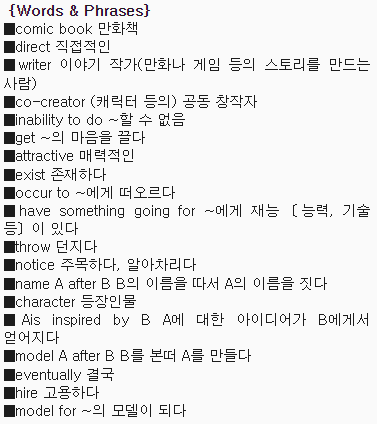 {Words & Phrases}
■comic book 만화책
■direct 직접적인
■writer 이야기 작가(만화나 게임 등의 스토리를 만드는
사람)
■co-creator (캐릭터 등의) 공동 창작자
■inability to do ~할 수 없음
■get ~의 마음을 끌다
■attractive 매력적인
■exist 존재하다
■occur to ~에게 떠오르다
■have something going for ~에게 재능 [능력, 기술
등] 이 있다
■throw 던지다
■notice 주목하다, 알아차리다
■name A after B B의 이름을 따서 A의 이름을 짓다
■character 등장인물
■ Ais inspired by B A에 대한 아이디어가 B에게서
얻어지다
■model A after B B를 본떠 A를 만들다
■eventually 결국
■hire 고용하다
■model for ~의 모델이 되다